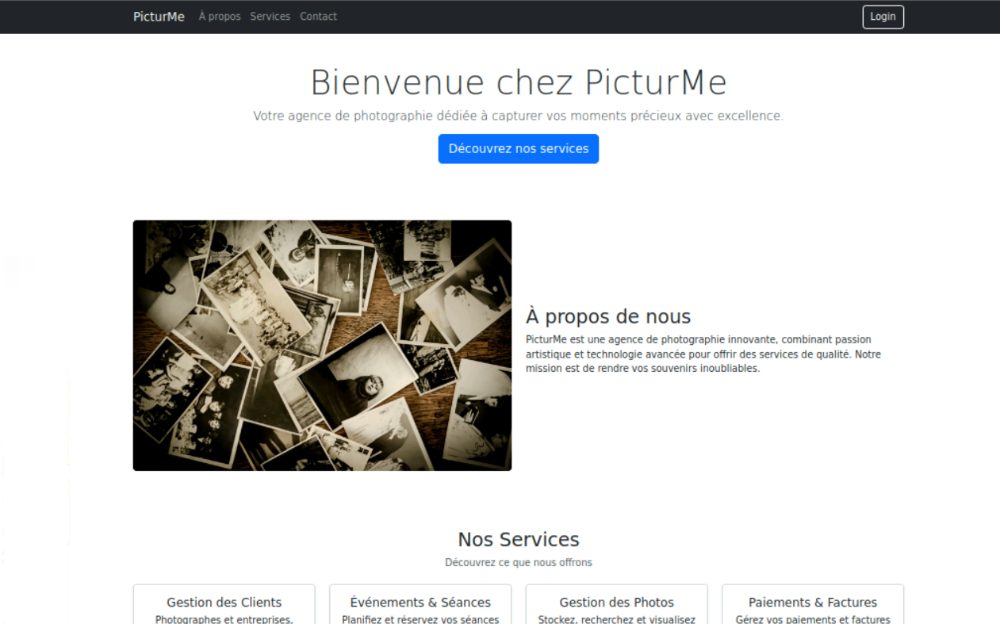 PicturMe À propos Services Contact Login
Bienvenue chez PicturMe
Votre agence de photographie dédiée à capturer vos moments précieux avec excellence.
Découvrez nos services
À propos de nous
PicturMe est une agence de photographie innovante, combinant passion
artistique et technologie avancée pour offrir des services de qualité. Notre
mission est de rendre vos souvenirs inoubliables.
Nos Services
Découvrez ce que nous offrons
Gestion des Clients
Photographes et entreprises,
Événements & Séances
Planifiez et réservez vos séances
Gestion des Photos
Stockez, recherchez et visualisez
Paiements & Factures
Gérez vos paiements et factures